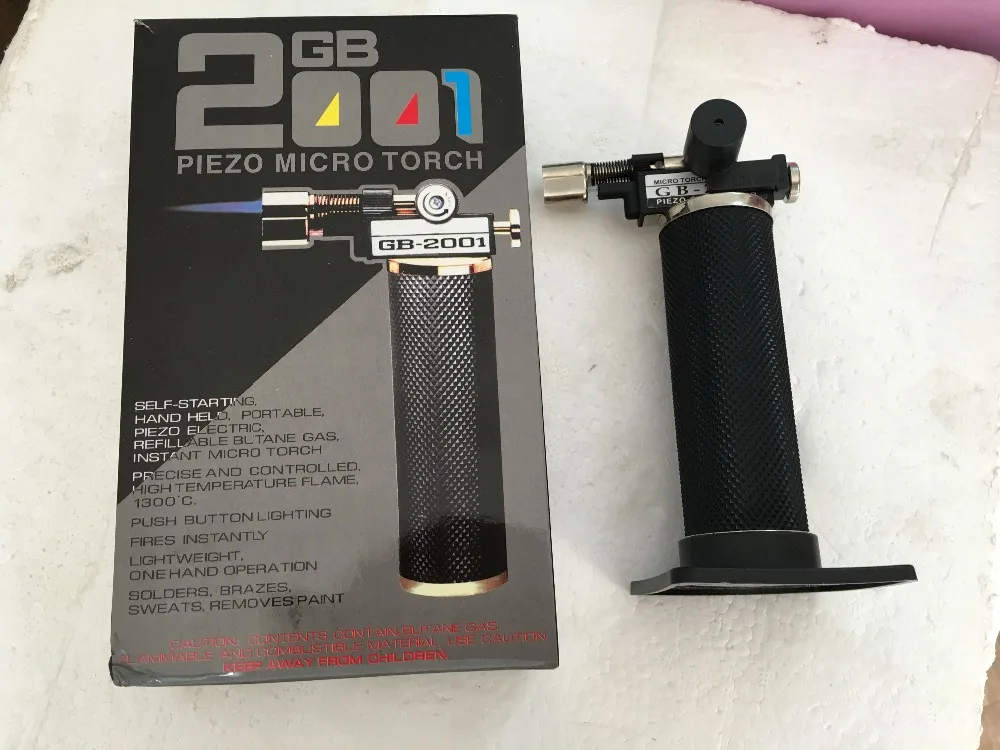 GB
2001
PIEZO MICRO TORCH
GB-2001
SELF-STARTING,
HAND HELD, PORTABLE,
PIEZO ELECTRIC,
REFILLABLE BUTANE GAS,
INSTANT MICRO TORCH
PRECISE AND CONTROLLED,
HIGH TEMPERATURE FLAME,
1300°C.
PUSH BUTTON LIGHTING
FIRES INSTANTLY
LIGHTWEIGHT,
ONE HAND OPERATION
SOLDERS, BRAZES,
SWEATS, REMOVES PAINT
CAUTION: CONTENTS CONTAIN BUTANE GAS
FLAMMABLE AND COMBUSTIBLE MATERIAL, USE CAUTION
KEEP AWAY FROM CHILDREN.
MICRO TORCH
GB-
PIEZO